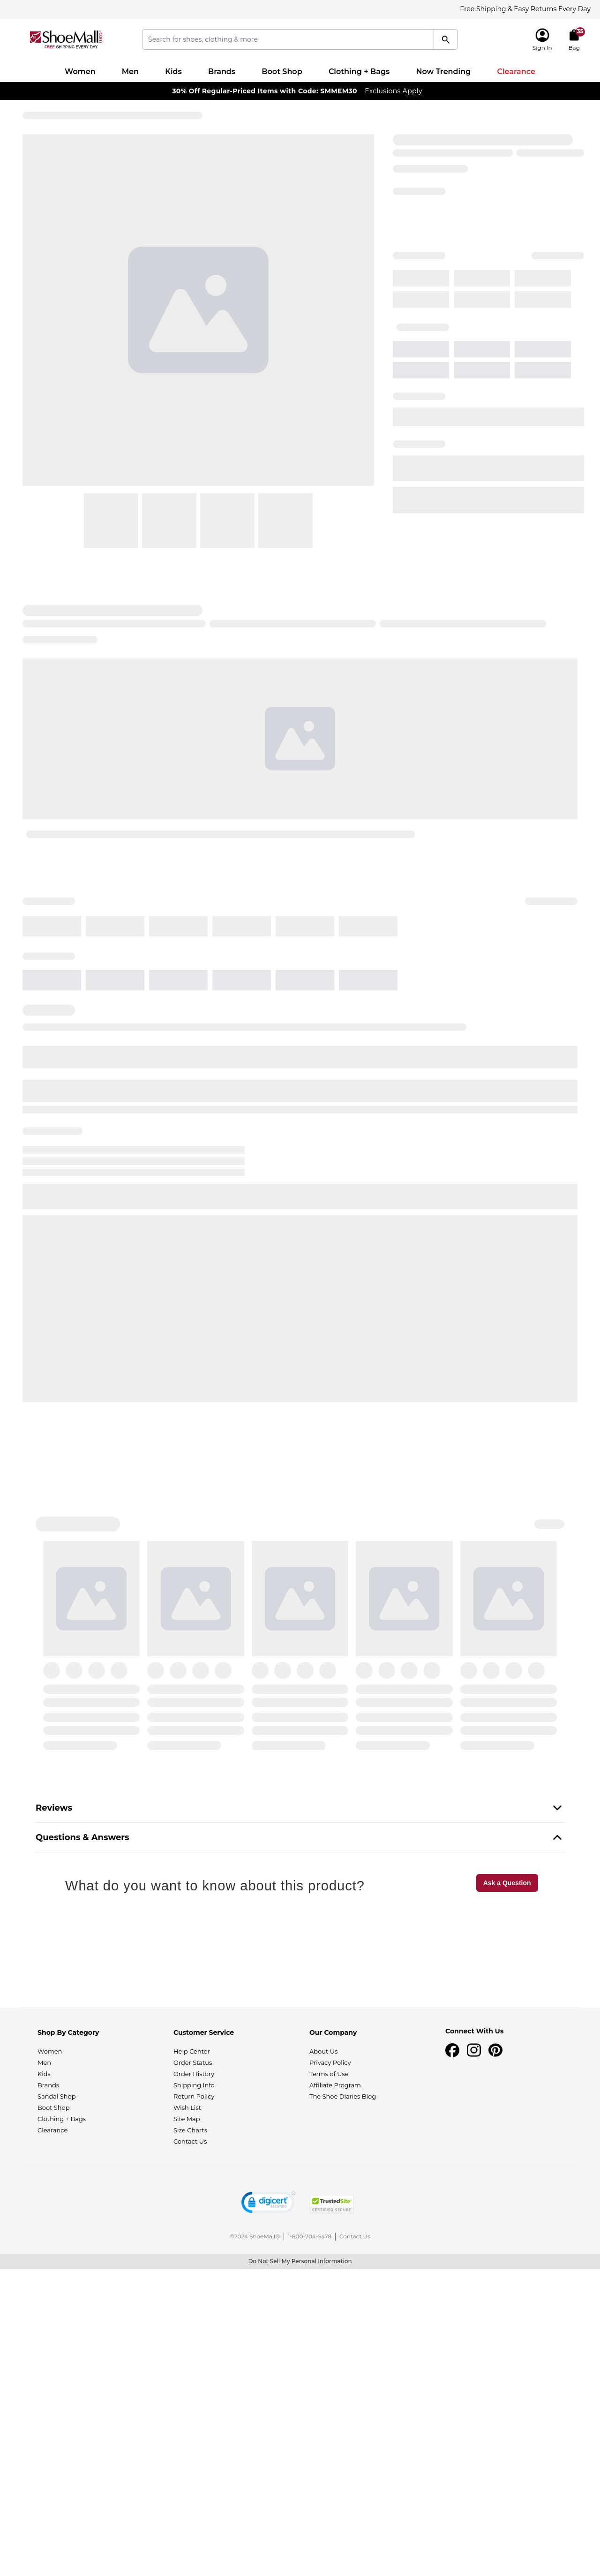 Free Shipping & Easy Returns Every Day
ShoeMall
FREE SHIPPING EVERY DAY
Search for shoes, clothing & more
Sign In
Bag
Women Men Kids Brands Boot Shop Clothing + Bags Now Trending Clearance
30% Off Regular-Priced Items with Code: SMMEM30 Exclusions Apply
Reviews
Questions & Answers
What do you want to know about this product?
Ask a Question
Shop By Category
Women
Men
Kids
Brands
Sandal Shop
Boot Shop
Clothing + Bags
Clearance
Customer Service
Help Center
Order Status
Order History
Shipping Info
Return Policy
Wish List
Site Map
Size Charts
Contact Us
Our Company
About Us
Privacy Policy
Terms of Use
Affiliate Program
The Shoe Diaries Blog
Connect With Us
digicert
SECURED
TrustedSite
CERTIFIED SECURE
©2024 ShoeMall® | 1-800-704-5478 | Contact Us
Do Not Sell My Personal Information